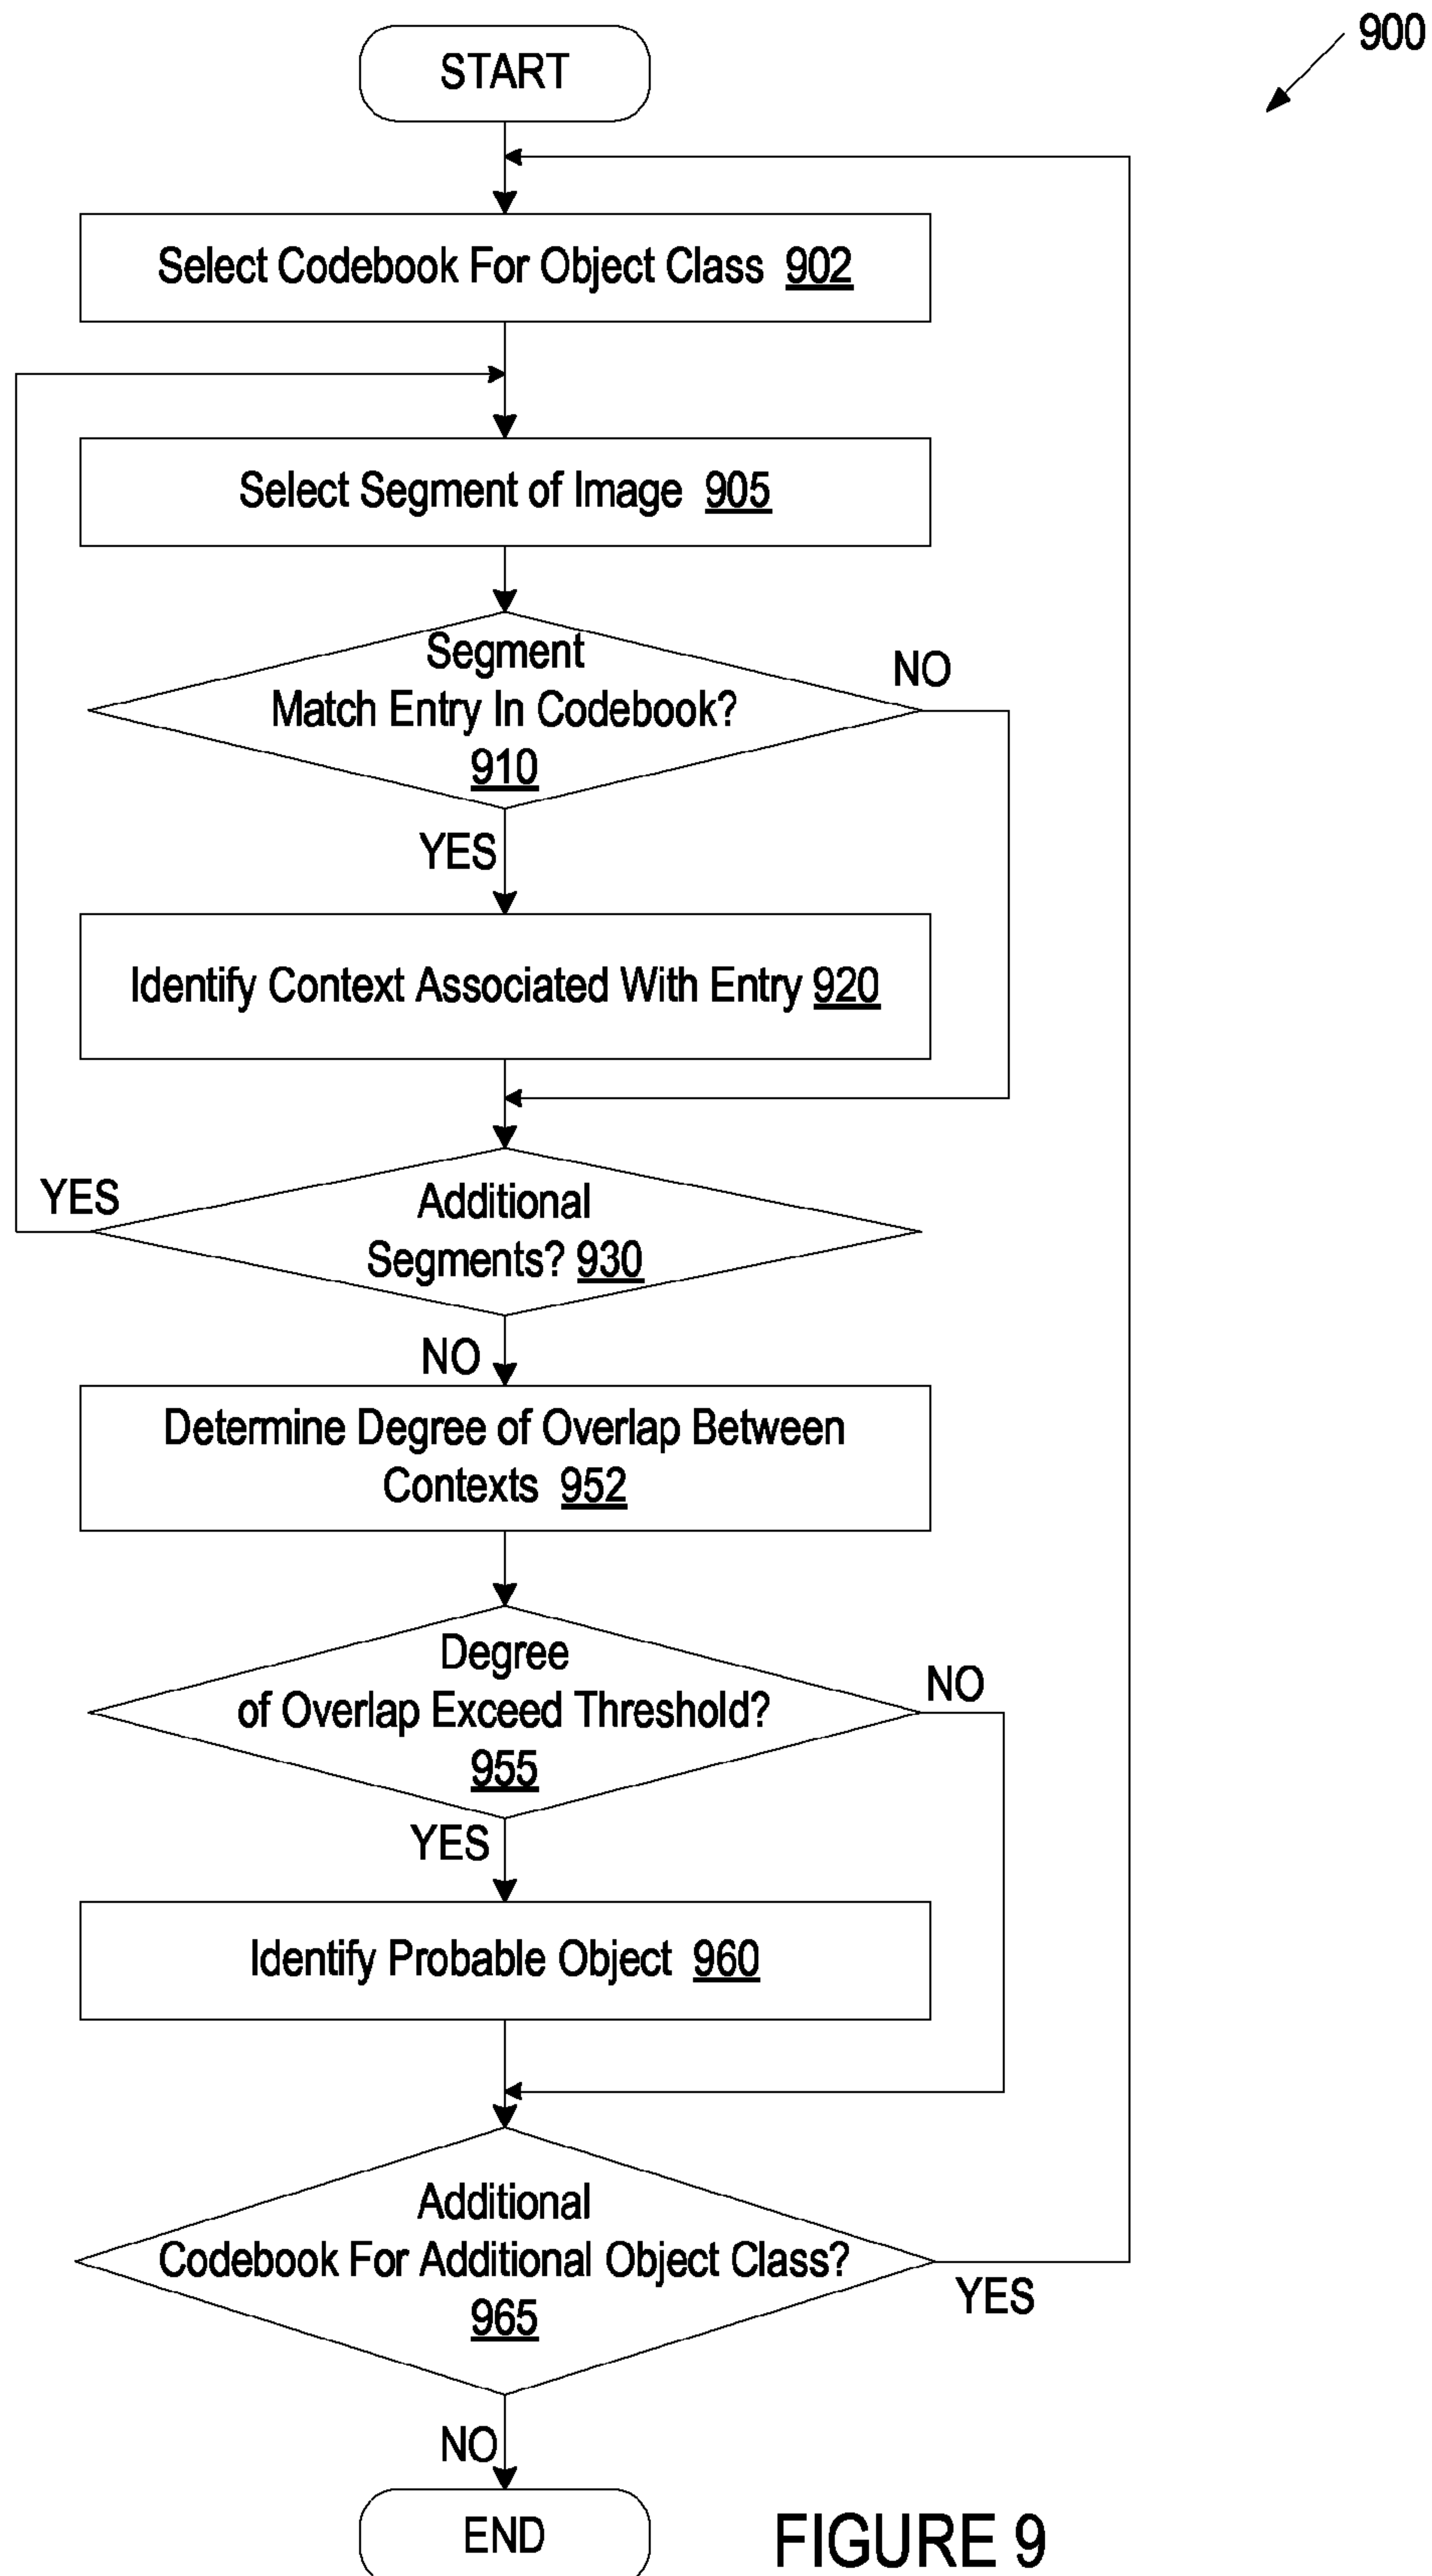 900
START
Select Codebook For Object Class 902
Select Segment of Image 905
Segment
Match Entry In Codebook?
910
NO
YES
Identify Context Associated With Entry 920
YES
Additional
Segments? 930
NO
Determine Degree of Overlap Between
Contexts 952
Degree
of Overlap Exceed Threshold?
955
NO
YES
Identify Probable Object 960
Additional
Codebook For Additional Object Class?
965
YES
NO
END
FIGURE 9